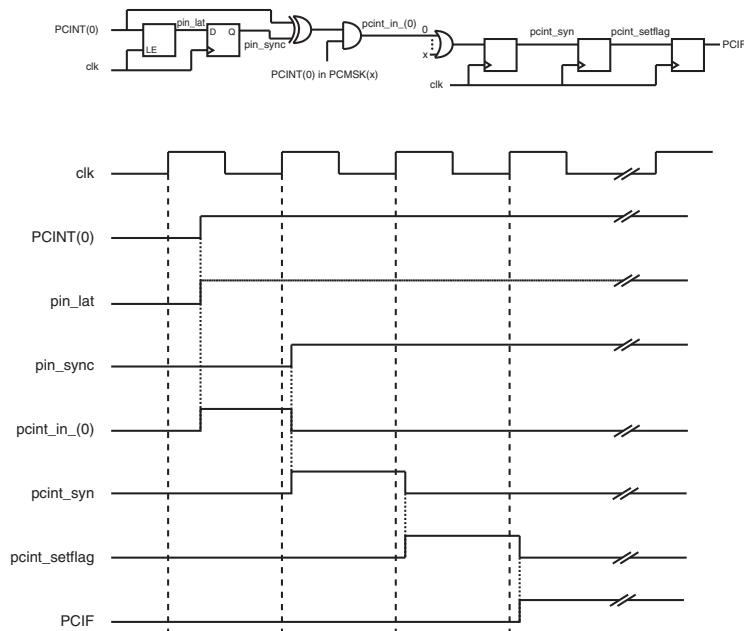 PCINT(0)
LE
clk
pin_lat
D Q
pin_sync
PCINT(0) in PCMSK(x)
pcint_in_(0)
0
x
clk
pcint_syn
pcint_setflag
PCIF
clk
PCINT(0)
pin_lat
pin_sync
pcint_in_(0)
pcint_syn
pcint_setflag
PCIF